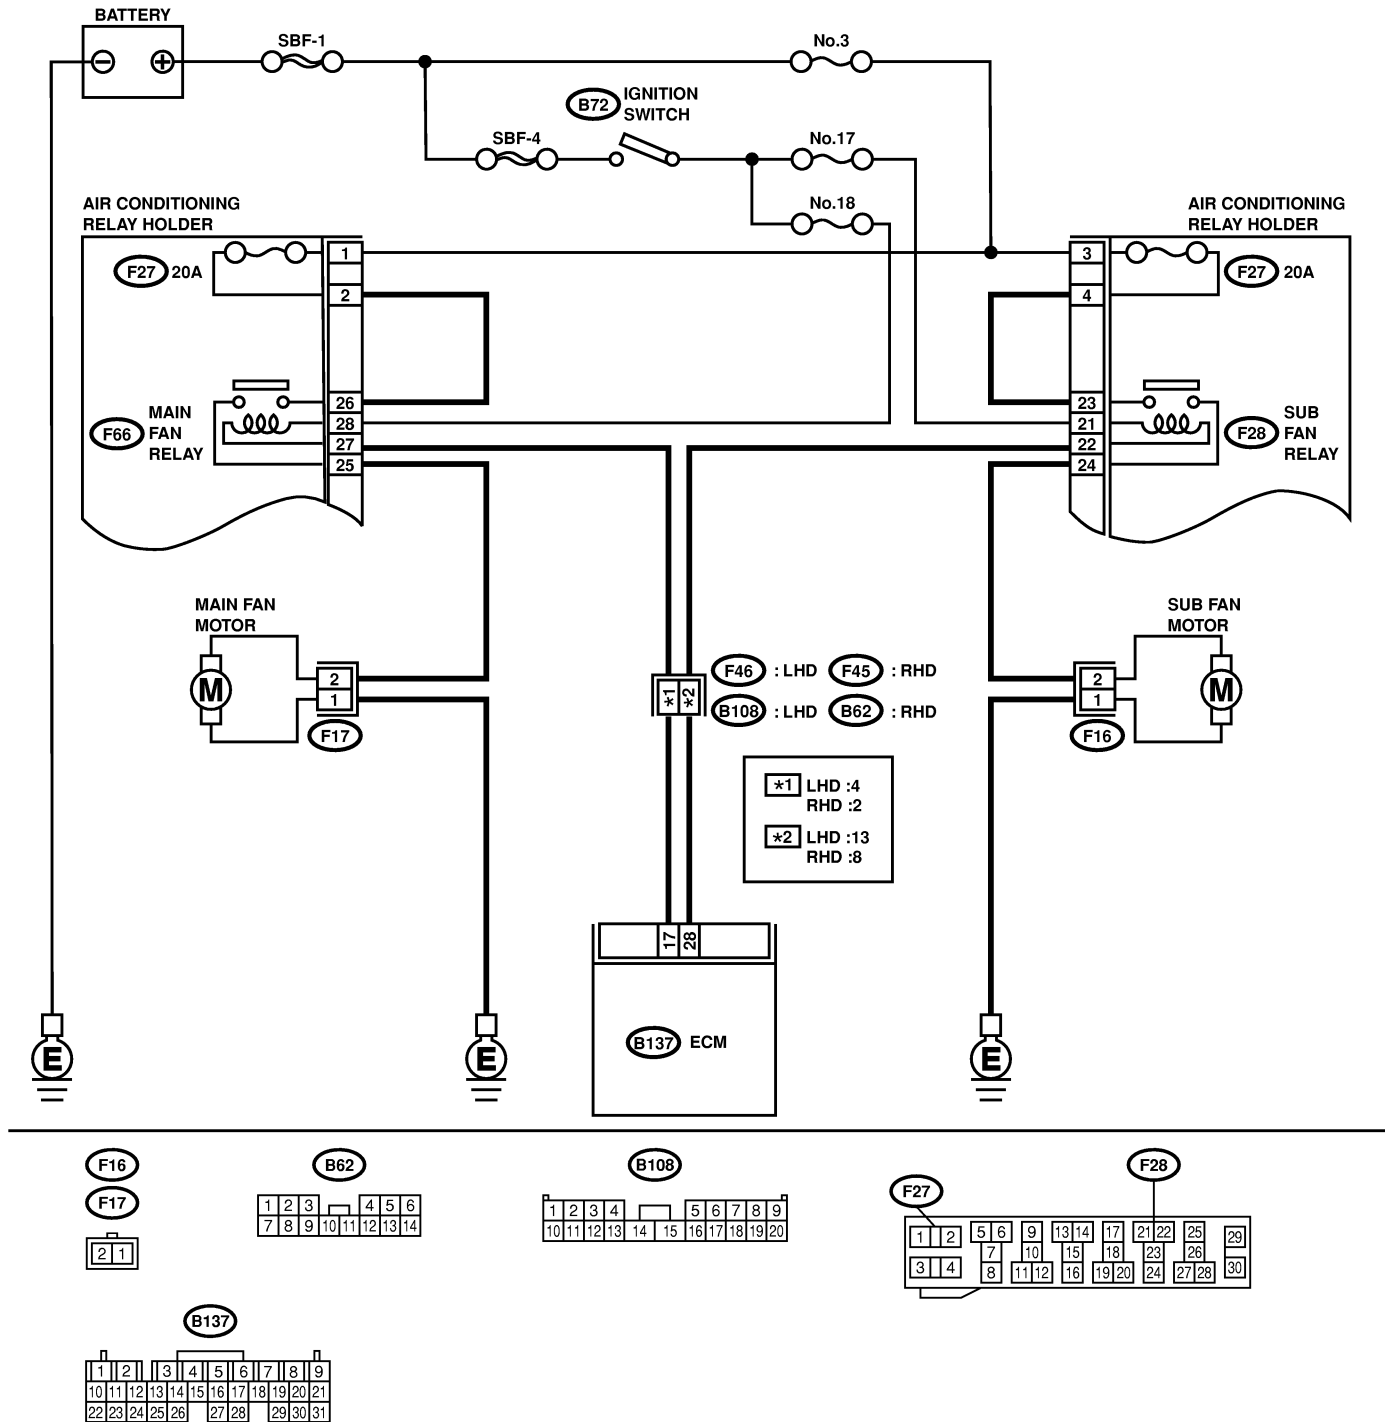 BATTERY
SBF-1
No.3
B72
IGNITION
SWITCH
SBF-4
No.17
No.18
AIR CONDITIONING
RELAY HOLDER
AIR CONDITIONING
RELAY HOLDER
F27 20A
1
2
3
4
F27 20A
F66
MAIN
FAN
RELAY
26
28
27
25
23
21
22
24
F28
SUB
FAN
RELAY
MAIN FAN
MOTOR
M
2
1
F17
*1 *2
F46 : LHD F45 : RHD
B108 : LHD B62 : RHD
SUB FAN
MOTOR
2
1
M
F16
*1 LHD :4
RHD :2
*2 LHD :13
RHD :8
17 28
B137 ECM
E
E
E
F16
F17
2 1
B62
1 2 3 4 5 6
7 8 9 10 11 12 13 14
B108
1 2 3 4 5 6 7 8 9
10 11 12 13 14 15 16 17 18 19 20
F27
F28
1 2 5 6 9 13 14 17 21 22 25 29
7 10 15 18 23 26
3 4 8 11 12 16 19 20 24 27 28 30
B137
1 2 3 4 5 6 7 8 9
10 11 12 13 14 15 16 17 18 19 20 21
22 23 24 25 26 27 28 29 30 31